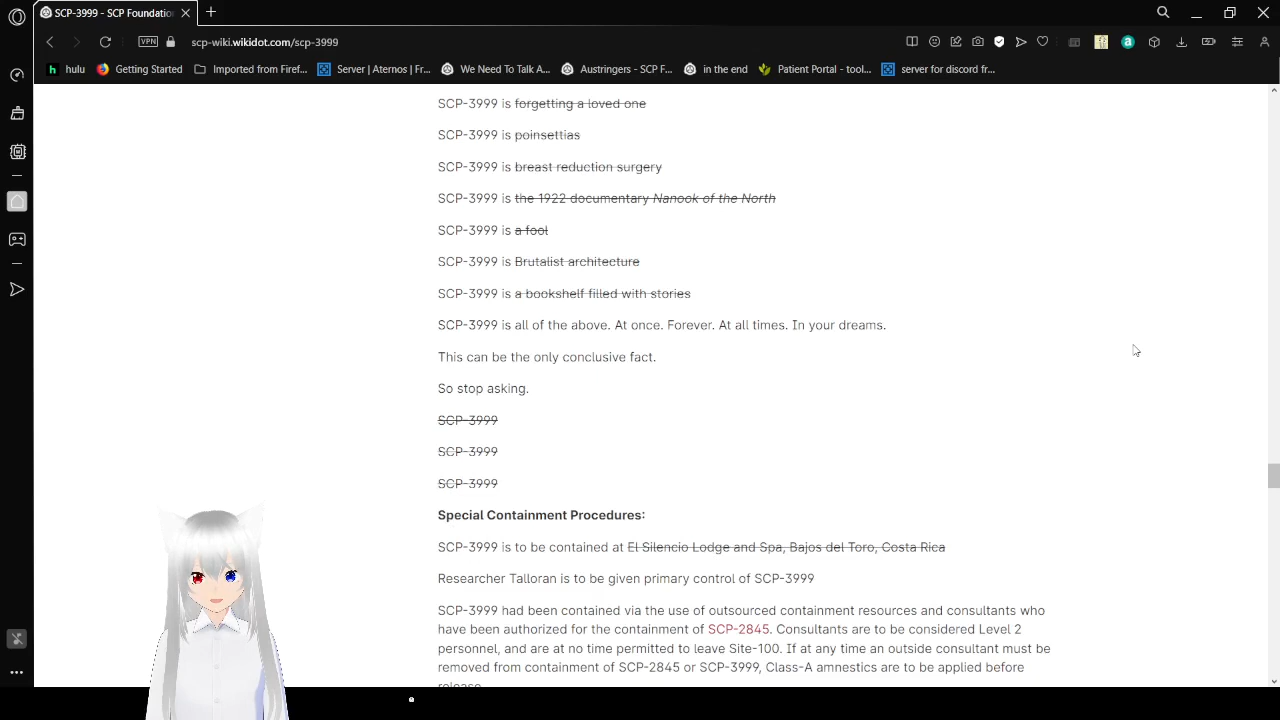 SCP-3999 - SCP Foundatio
VPN
scp-wiki.wikidot.com/scp-3999
a
h hulu
Getting Started
Imported from Firef...
Server | Aternos | Fr...
We Need To Talk A...
Austringers - SCP F...
in the end
Patient Portal - tool...
server for discord fr...
SCP-3999 is forgetting a loved one
SCP-3999 is poinsettias
SCP-3999 is breast reduction surgery
SCP-3999 is the 1922 documentary Nanook of the North
SCP-3999 is a fool
SCP-3999 is Brutalist architecture
SCP-3999 is a bookshelf filled with stories
SCP-3999 is all of the above. At once. Forever. At all times. In your dreams.
This can be the only conclusive fact.
So stop asking.
SCP-3999
SCP-3999
SCP-3999
Special Containment Procedures:
SCP-3999 is to be contained at El Silencio Lodge and Spa, Bajos del Toro, Costa Rica
Researcher Talloran is to be given primary control of SCP-3999
SCP-3999 had been contained via the use of outsourced containment resources and consultants who
have been authorized for the containment of SCP-2845. Consultants are to be considered Level 2
personnel, and are at no time permitted to leave Site-100. If at any time an outside consultant must be
removed from containment of SCP-2845 or SCP-3999, Class-A amnestics are to be applied before
release.